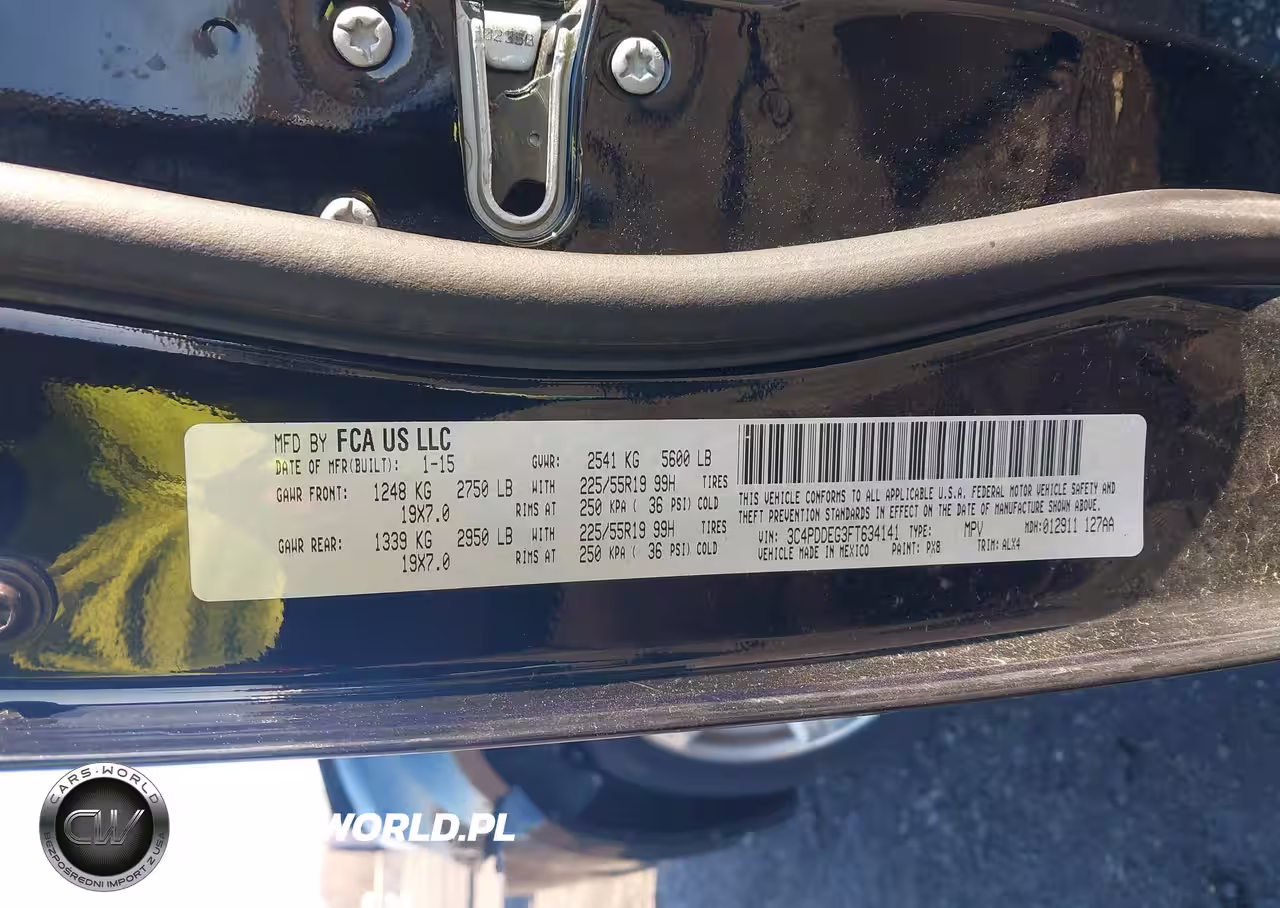 MFD BY FCA US LLC
DATE OF MFR(BUILT): 1-15 GVWR: 2541 KG 5600 LB
GAWR FRONT: 1248 KG 2750 LB WITH 225/55R19 99H TIRES
19X7.0 RIMS AT 250 KPA ( 36 PSI) COLD
GAWR REAR: 1339 KG 2950 LB WITH 225/55R19 99H TIRES
19X7.0 RIMS AT 250 KPA ( 36 PSI) COLD
THIS VEHICLE CONFORMS TO ALL APPLICABLE U.S.A. FEDERAL MOTOR VEHICLE SAFETY AND
THEFT PREVENTION STANDARDS IN EFFECT ON THE DATE OF MANUFACTURE SHOWN ABOVE.
VIN: 3C4PDDEG3FT634141 TYPE: MPV MDH:012911 127AA
VEHICLE MADE IN MEXICO PAINT: PX8 TRIM: ALX4
CARS-WORLD
CW
BEZPOŚREDNI IMPORT Z USA
WORLD.PL